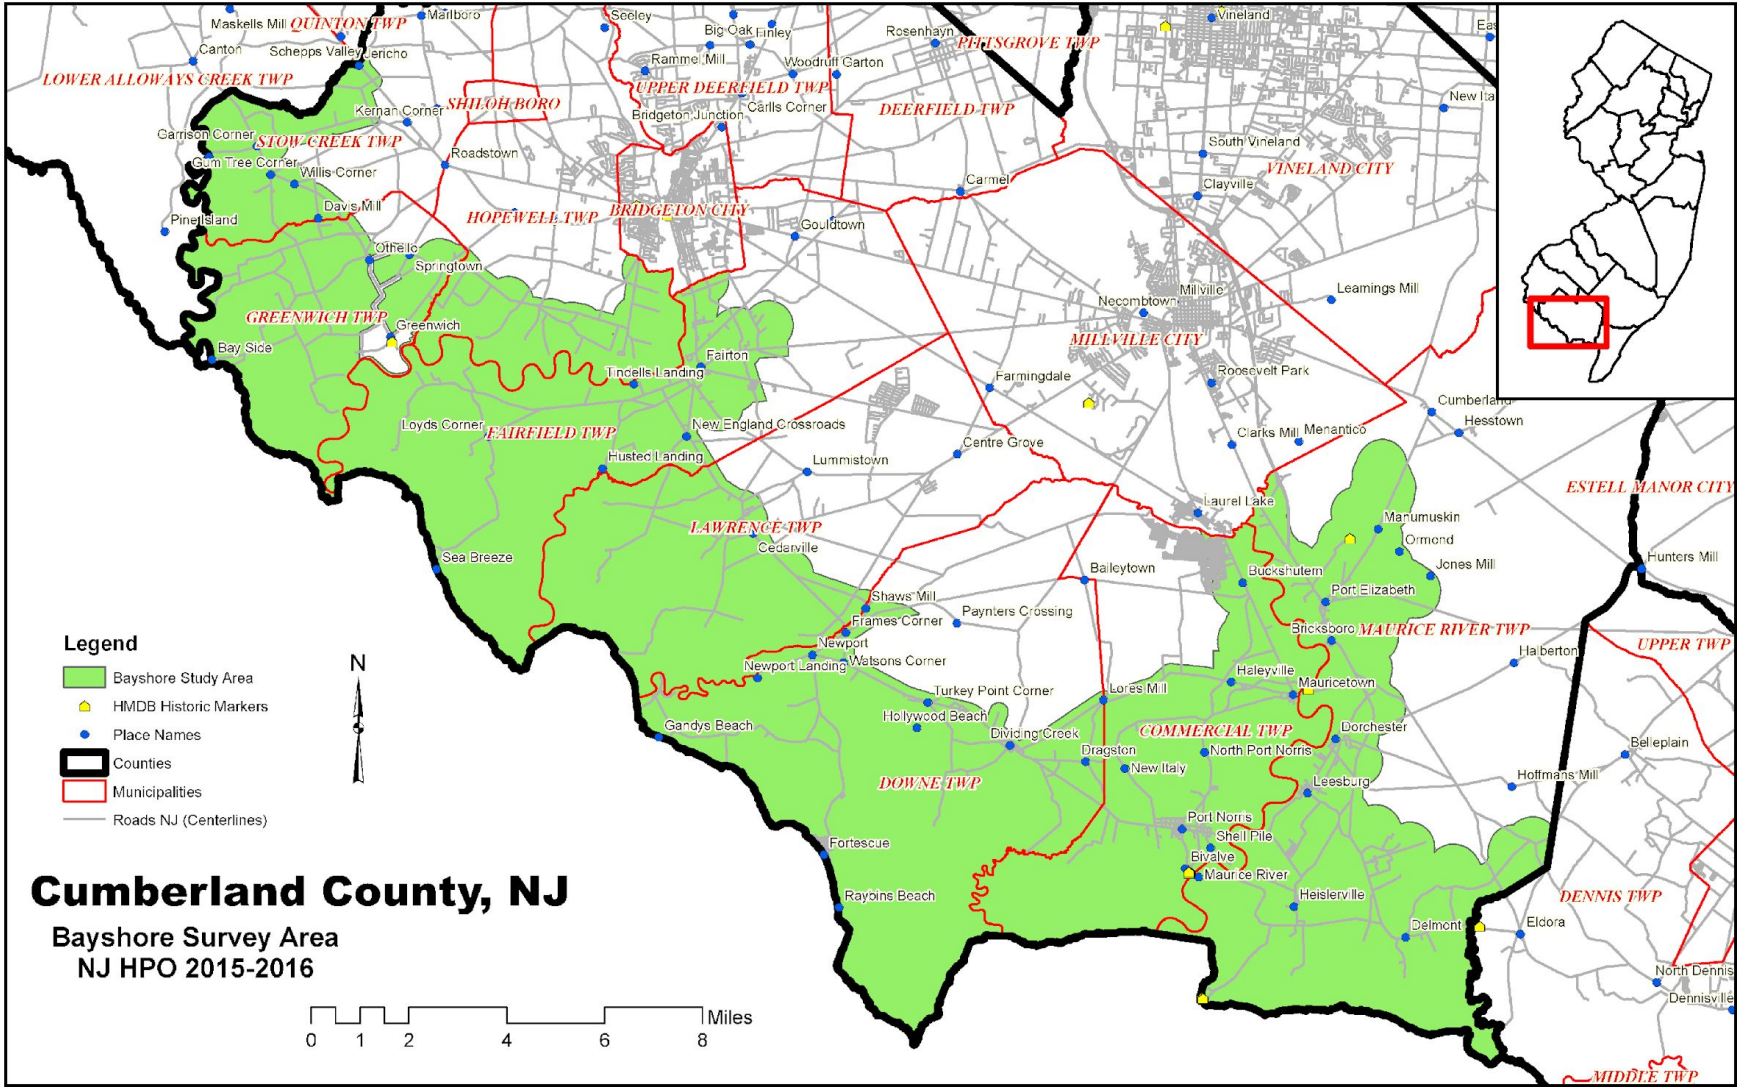 Maskells Mill
QUINTON TWP
Marlboro
Seeley
Big Oak
Finley
Rosenhayn
PITTSGROVE TWP
Vineland
Canton
Schepps Valley
Jericho
Rammel Mill
Woodruff
Garton
LOWER ALLOWAYS CREEK TWP
UPPER DEERFIELD TWP
New Ita
Kernan Corner
SHILOH BORO
Carlls Corner
DEERFIELD TWP
Bridgeton Junction
Garrison Corner
STOW CREEK TWP
Roadstown
South Vineland
Gum Tree Corner
Willis Corner
VINELAND CITY
Carmel
Clayville
Pine Island
Davis Mill
HOPEWELL TWP
BRIDGETON CITY
Gouldtown
Othello
Springtown
Millville
Leamings Mill
Necombtown
GREENWICH TWP
Greenwich
MILLVILLE CITY
Bay Side
Fairton
Tindells Landing
Farmingdale
Roosevelt Park
Cumberland
Hesstown
Loyds Corner
FAIRFIELD TWP
New England Crossroads
Clarks Mill
Menantico
Centre Grove
Husted Landing
Lummistown
ESTELL MANOR CITY
Laurel Lake
LAWRENCE TWP
Manumuskin
Cedarville
Ormond
Sea Breeze
Hunters Mill
Baileytown
Buckshutem
Jones Mill
Port Elizabeth
Shaws Mill
Paynters Crossing
Frames Corner
Bricksboro
MAURICE RIVER TWP
Newport
UPPER TWP
Halberton
Newport Landing
Watsons Corner
Haleyville
Mauricetown
Turkey Point Corner
Lores Mill
Hollywood Beach
Gandys Beach
Dividing Creek
COMMERCIAL TWP
Dorchester
Dragston
North Port Norris
Belleplain
New Italy
DOWNE TWP
Leesburg
Hoffmans Mill
Port Norris
Shell Pile
Fortescue
Bivalve
Maurice River
Raybins Beach
Heislerville
DENNIS TWP
Delmont
Eldora
North Dennis
Dennisville
MIDDLE TWP
Legend
Bayshore Study Area
HMDB Historic Markers
Place Names
Counties
Municipalities
Roads NJ (Centerlines)
N
Cumberland County, NJ
Bayshore Survey Area
NJ HPO 2015-2016
Miles
0 1 2 4 6 8